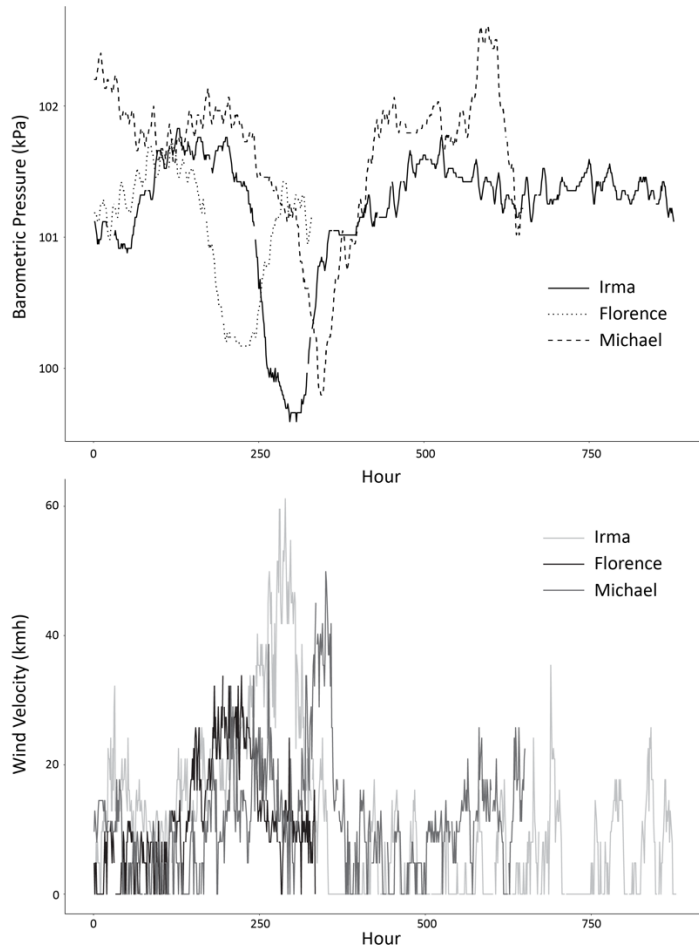 Barometric Pressure (kPa)
102
101
100
Irma
Florence
Michael
0
250
500
750
Hour
Wind Velocity (kmh)
60
40
20
0
Irma
Florence
Michael
0
250
500
750
Hour